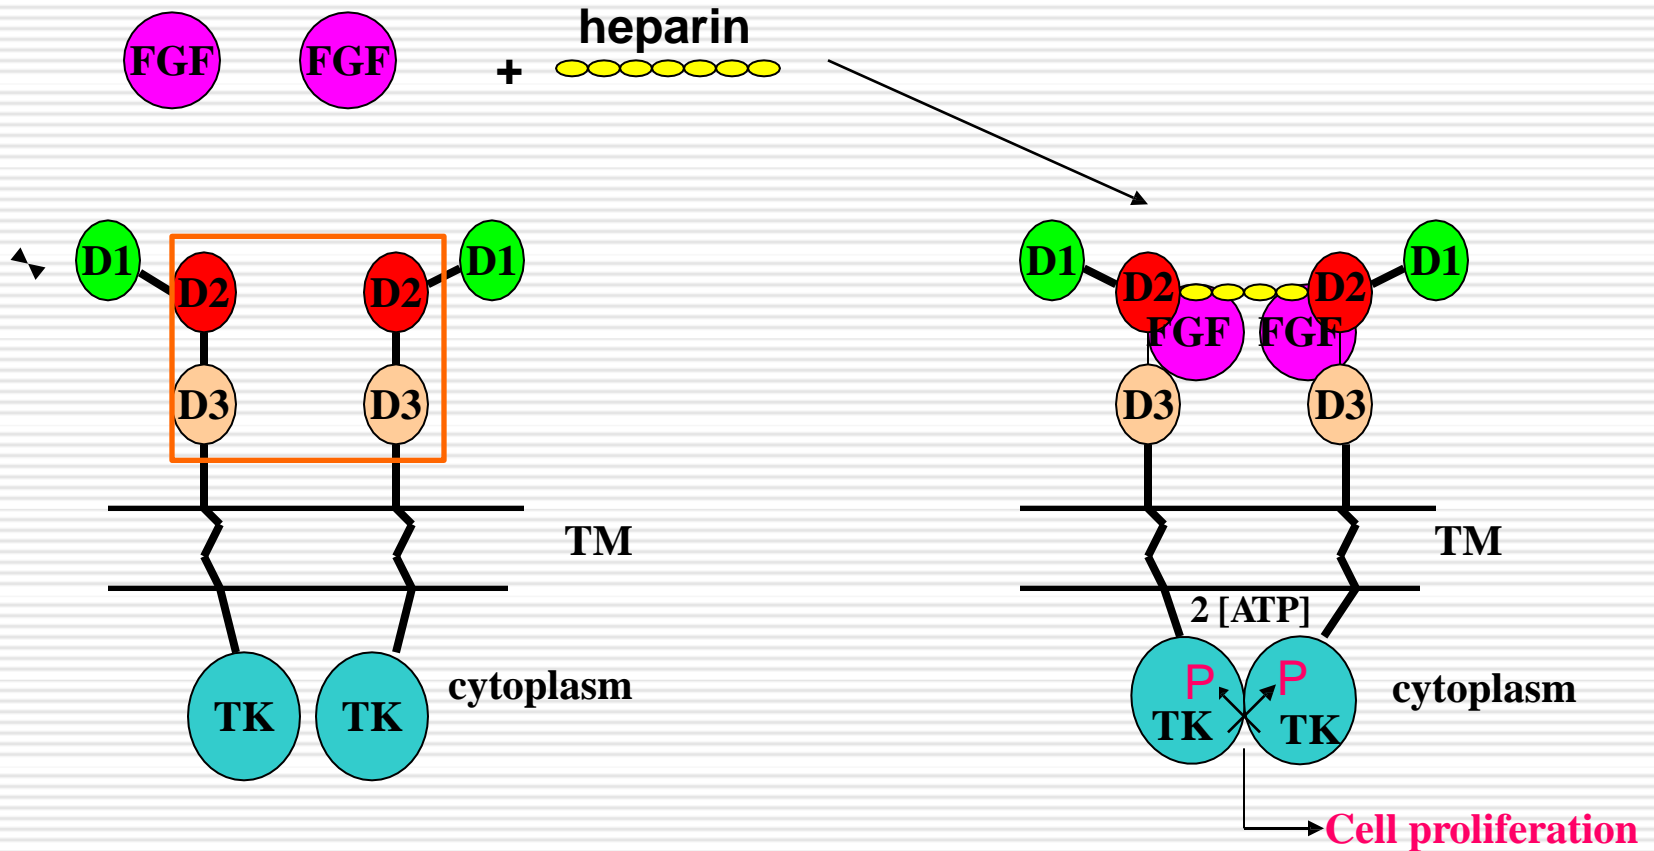 heparin
FGF FGF +
D1 D2 D2 D1
D1 D2 D2 D1
FGF FGF
D3 D3
D3 D3
TM
TM
2 [ATP]
cytoplasm
P P
cytoplasm
TK TK
TK TK
Cell proliferation